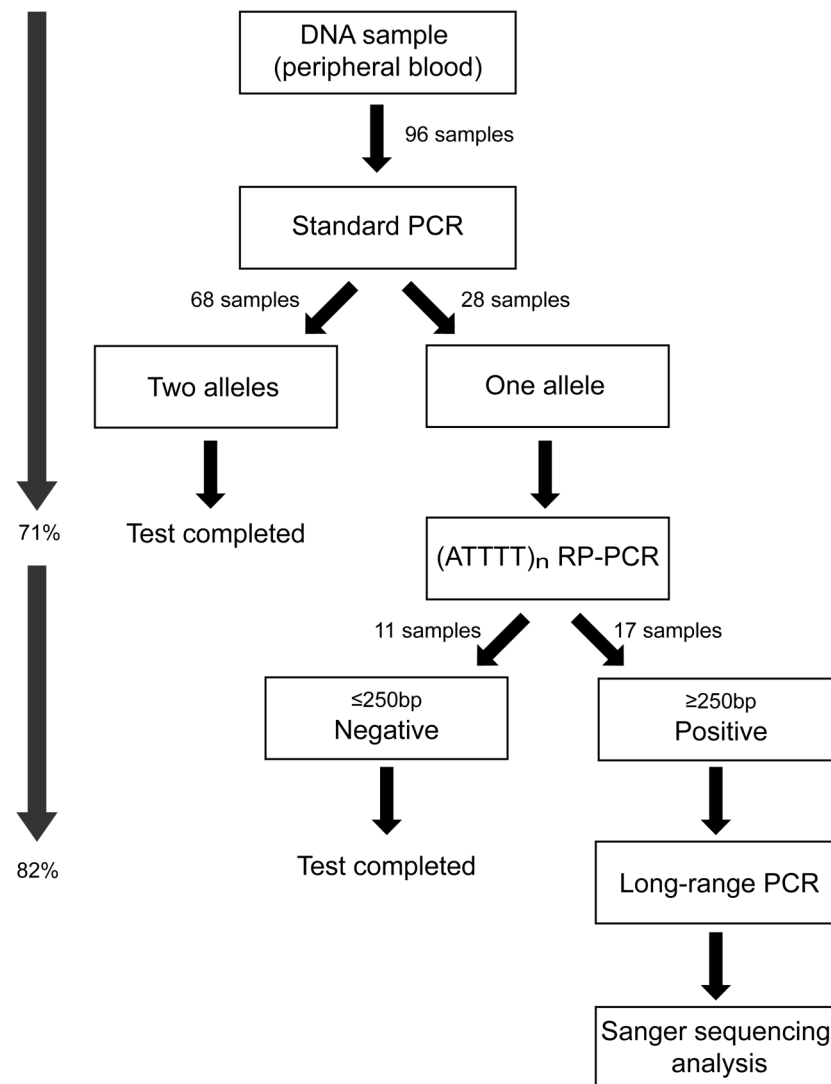 DNA sample
(peripheral blood)
96 samples
Standard PCR
68 samples
28 samples
Two alleles
One allele
71%
Test completed
(ATTTT)n RP-PCR
11 samples
17 samples
≤250bp
Negative
≥250bp
Positive
82%
Test completed
Long-range PCR
Sanger sequencing
analysis